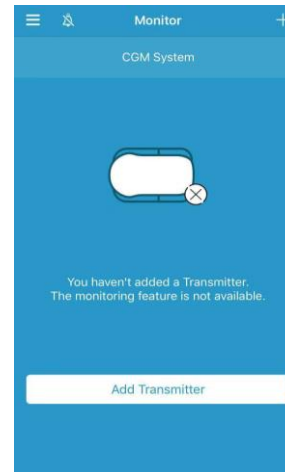 Monitor
CGM System
You haven't added a Transmitter.
The monitoring feature is not available.
Add Transmitter